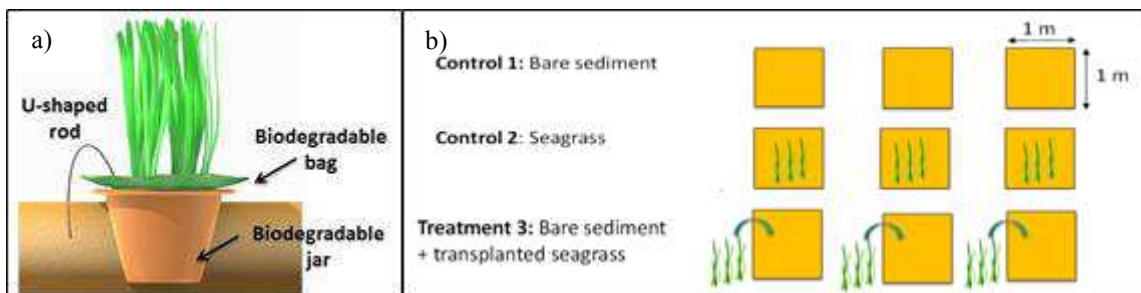 a)
U-shaped
rod
Biodegradable
bag
Biodegradable
jar
b)
Control 1: Bare sediment
1 m
1 m
Control 2: Seagrass
Treatment 3: Bare sediment
+ transplanted seagrass